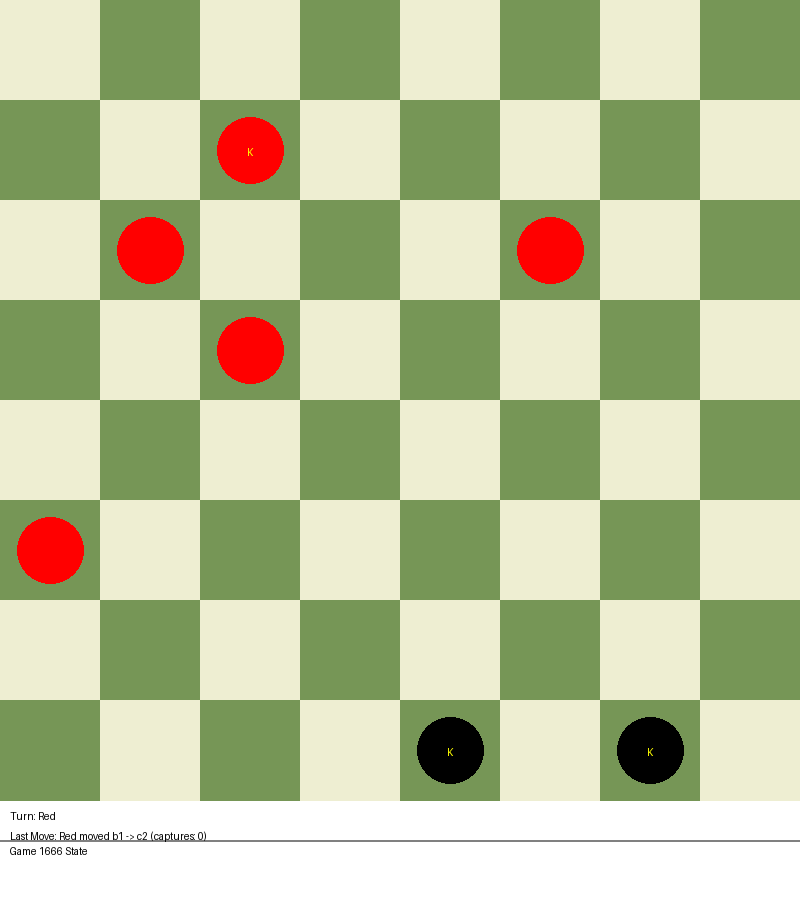 K
K K
Turn: Red
Last Move: Red moved b1 -> c2 (captures: 0)
Game 1666 State